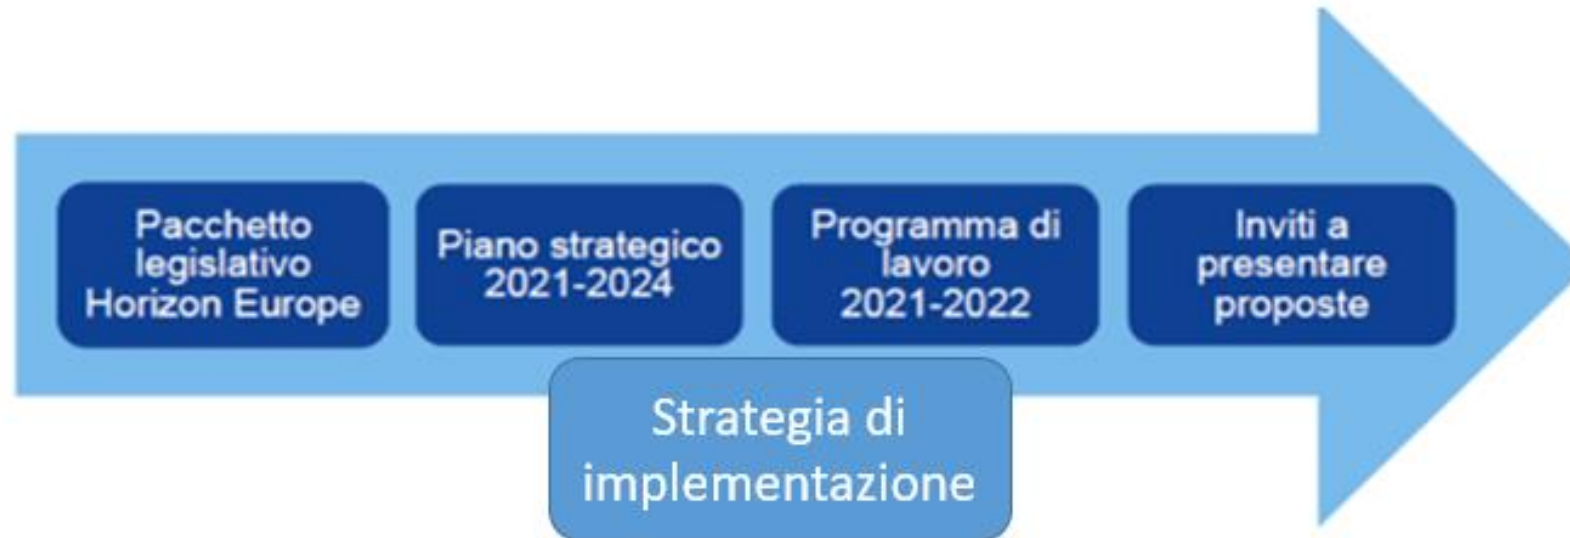 Pacchetto
legislativo
Horizon Europe
Piano strategico
2021-2024
Programma di
lavoro
2021-2022
Inviti a
presentare
proposte
Strategia di
implementazione